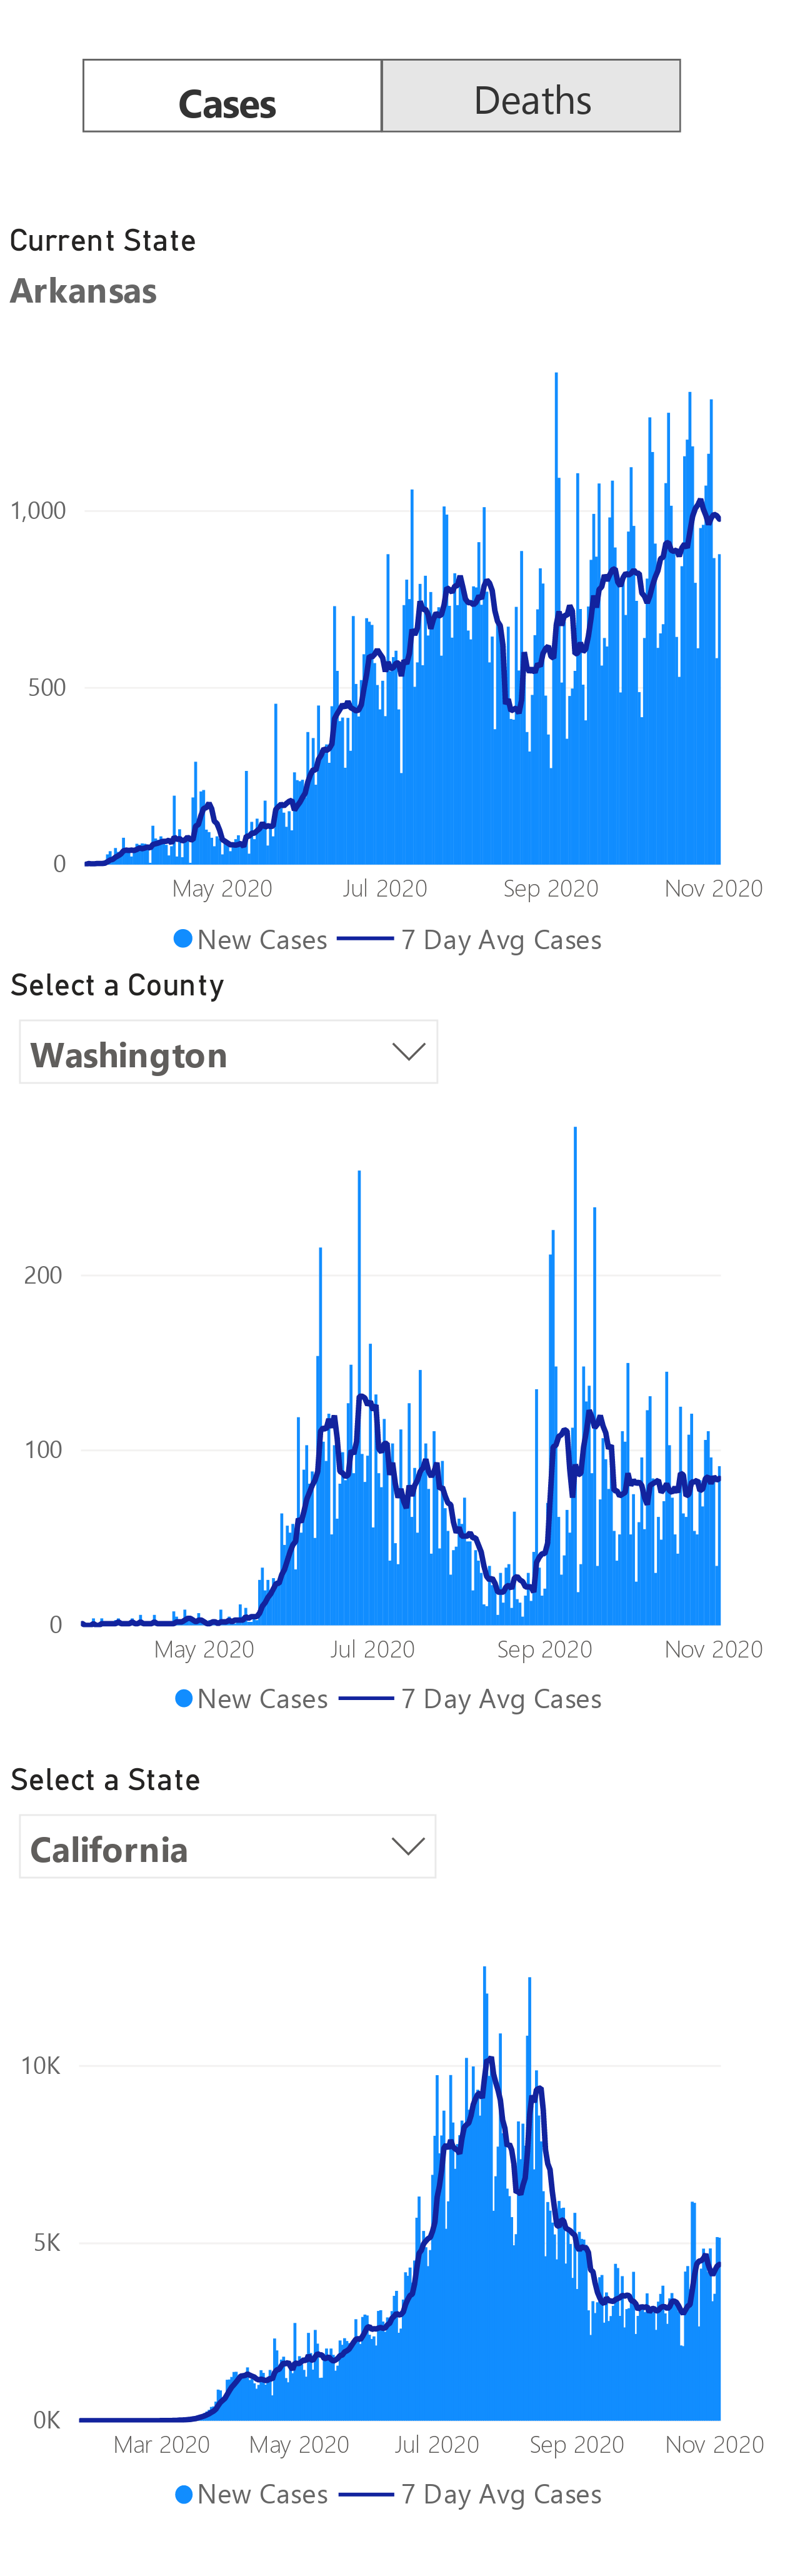 Cases Deaths
Current State
Arkansas
1,000
500
0
May 2020 Jul 2020 Sep 2020 Nov 2020
New Cases 7 Day Avg Cases
Select a County
Washington
200
100
0
May 2020 Jul 2020 Sep 2020 Nov 2020
New Cases 7 Day Avg Cases
Select a State
California
10K
5K
0K
Mar 2020 May 2020 Jul 2020 Sep 2020 Nov 2020
New Cases 7 Day Avg Cases